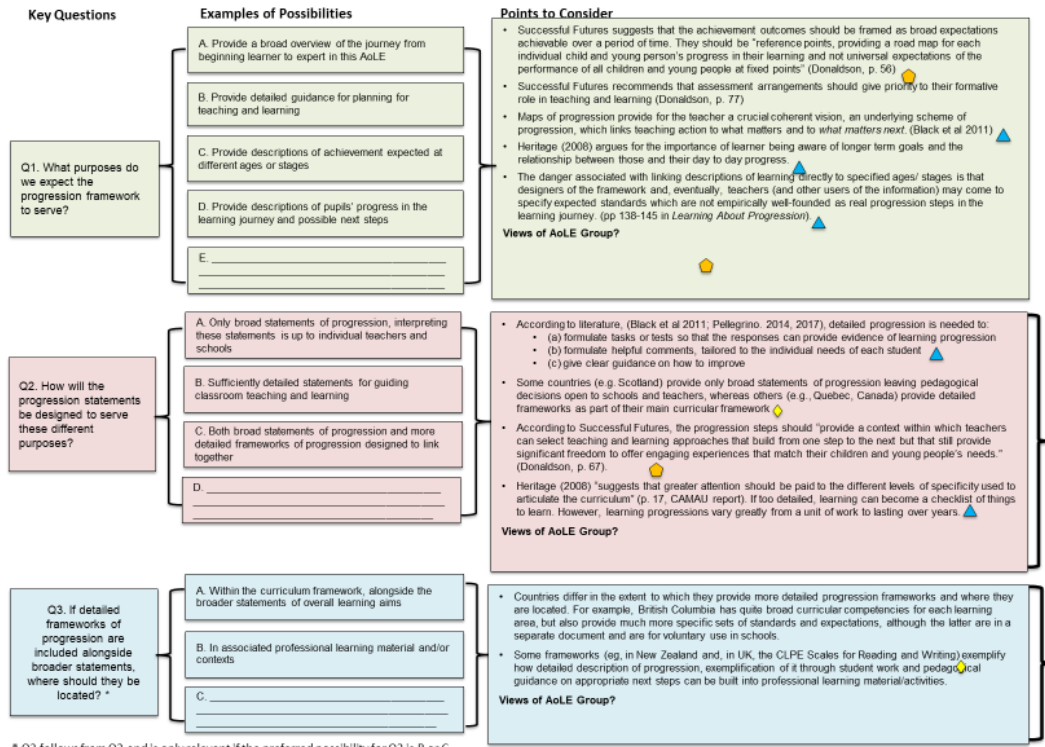 Key Questions
Examples of Possibilities
Points to Consider
Q1. What purposes do
we expect the
progression framework
to serve?
A. Provide a broad overview of the journey from
beginning learner to expert in this AoLE
B. Provide detailed guidance for planning for
teaching and learning
C. Provide descriptions of achievement expected at
different ages or stages
D. Provide descriptions of pupils' progress in the
learning journey and possible next steps
E. 
• Successful Futures suggests that the achievement outcomes should be framed as broad expectations
achievable over a period of time. They should be "reference points, providing a road map for each
individual child and young person's progress in their learning and not universal expectations of the
performance of all children and young people at fixed points" (Donaldson, p. 56)
• Successful Futures recommends that assessment arrangements should give priority to their formative
role in teaching and learning (Donaldson, p. 77)
• Maps of progression provide for the teacher a crucial coherent vision, an underlying scheme of
progression, which links teaching action to what matters and to what matters next. (Black et al 2011)
• Heritage (2008) argues for the importance of learner being aware of longer term goals and the
relationship between those and their day to day progress.
• The danger associated with linking descriptions of learning directly to specified ages/ stages is that
designers of the framework and, eventually, teachers (and other users of the information) may come to
specify expected standards which are not empirically well-founded as real progression steps in the
learning journey. (pp 138-145 in Learning About Progression).
Views of AoLE Group?
Q2. How will the
progression statements
be designed to serve
these different
purposes?
A. Only broad statements of progression, interpreting
these statements is up to individual teachers and
schools
B. Sufficiently detailed statements for guiding
classroom teaching and learning
C. Both broad statements of progression and more
detailed frameworks of progression designed to link
together
D. 
• According to literature, (Black et al 2011; Pellegrino. 2014, 2017), detailed progression is needed to:
• (a) formulate tasks or tests so that the responses can provide evidence of learning progression
• (b) formulate helpful comments, tailored to the individual needs of each student
• (c) give clear guidance on how to improve
• Some countries (e.g. Scotland) provide only broad statements of progression leaving pedagogical
decisions open to schools and teachers, whereas others (e.g., Quebec, Canada) provide detailed
frameworks as part of their main curricular framework
• According to Successful Futures, the progression steps should "provide a context within which teachers
can select teaching and learning approaches that build from one step to the next but that still provide
significant freedom to offer engaging experiences that match their children and young people's needs."
(Donaldson, p. 67).
• Heritage (2008) "suggests that greater attention should be paid to the different levels of specificity used to
articulate the curriculum" (p. 17, CAMAU report). If too detailed, learning can become a checklist of things
to learn. However, learning progressions vary greatly from a unit of work to lasting over years.
Views of AoLE Group?
Q3. If detailed
frameworks of
progression are
included alongside
broader statements,
where should they be
located? *
A. Within the curriculum framework, alongside the
broader statements of overall learning aims
B. In associated professional learning material and/or
contexts
C. 
• Countries differ in the extent to which they provide more detailed progression frameworks and where they
are located. For example, British Columbia has quite broad curricular competencies for each learning
area, but also provide much more specific sets of standards and expectations, although the latter are in a
separate document and are for voluntary use in schools.
• Some frameworks (eg, in New Zealand and, in UK, the CLPE Scales for Reading and Writing) exemplify
how detailed description of progression, exemplification of it through student work and pedagogical
guidance on appropriate next steps can be built into professional learning material/activities.
Views of AoLE Group?